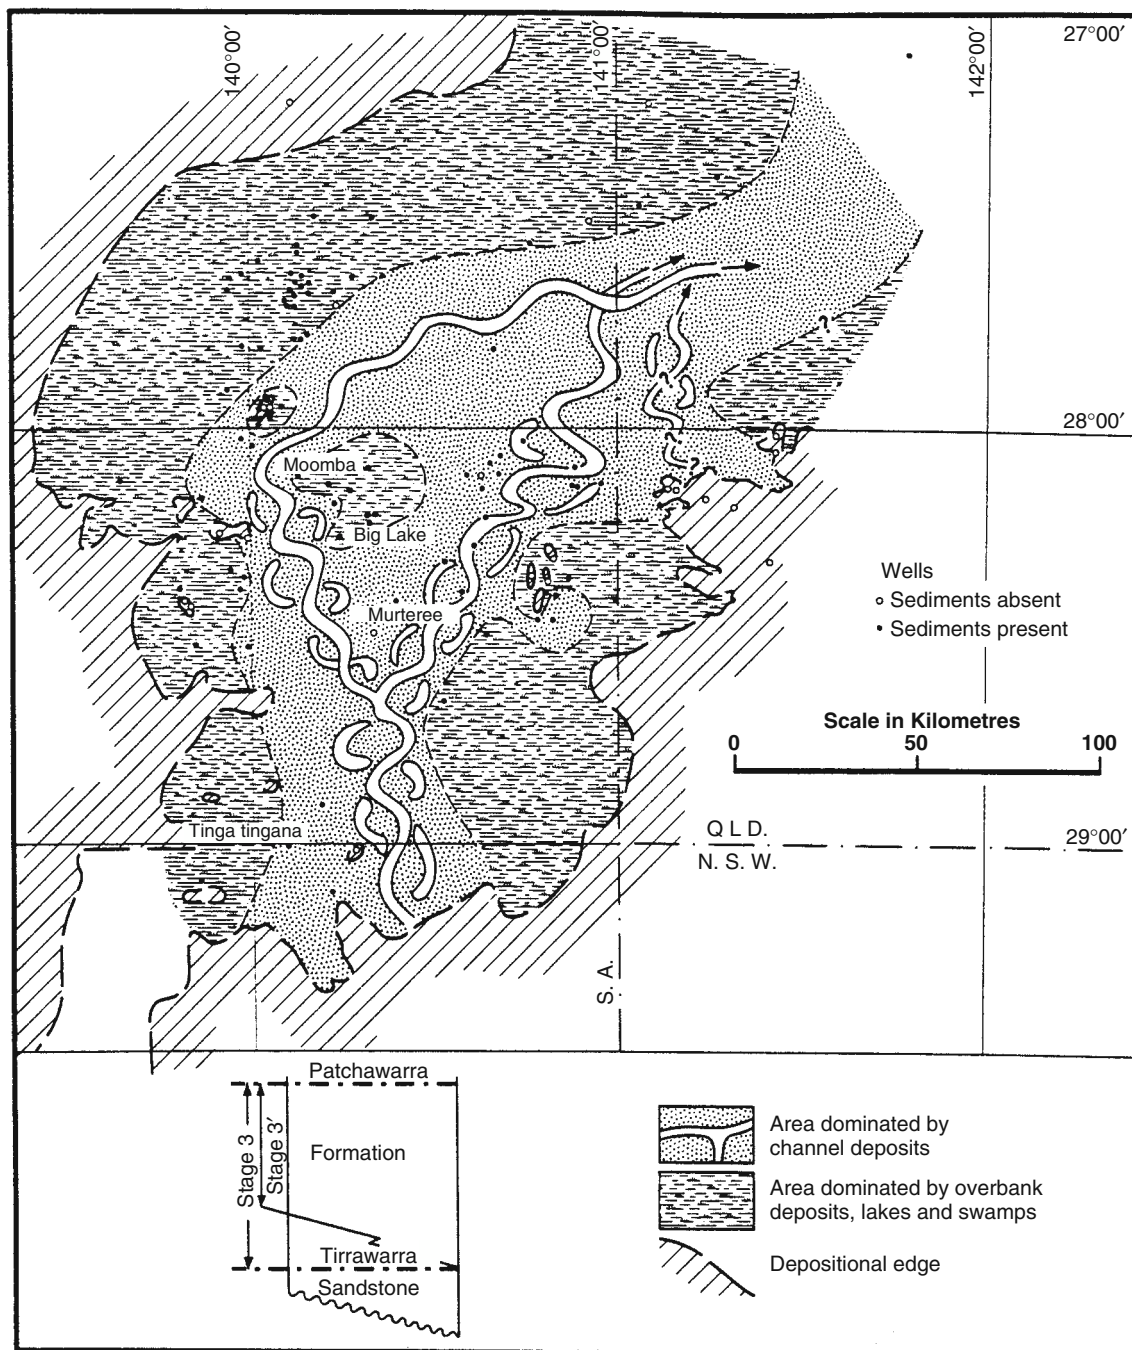 140°00′
141°00′
142°00′
27°00′
28°00′
Moomba
Big Lake
Murteree
Wells
Sediments absent
Sediments present
Scale in Kilometres
0 50 100
Tinga tingana
Q L D.
N. S. W.
29°00′
S. A.
?
?
?
?
?
Patchawarra
Stage 3
Stage 3′
Formation
Tirrawarra
Sandstone
Area dominated by
channel deposits
Area dominated by overbank
deposits, lakes and swamps
Depositional edge